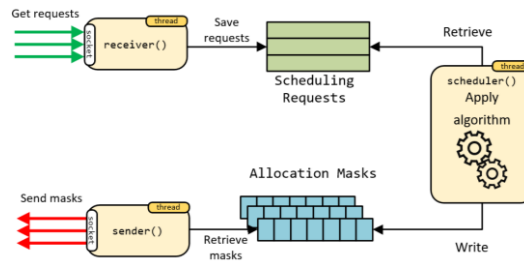 Get requests
thread
socket
receiver()
Save
requests
Scheduling
Requests
Retrieve
thread
scheduler()
Apply
algorithm
Allocation Masks
Send masks
thread
socket
sender()
Retrieve
masks
Write